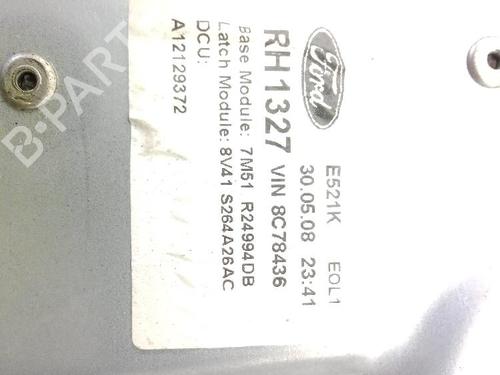 Ford
E521K EOL1
30.05.08 23:41
RH1327 VIN 8C78436
Base Module: 7M51 R24994DB
Latch Module: 8V41 S264A26AC
DCU:
A12129372
B-PARTS